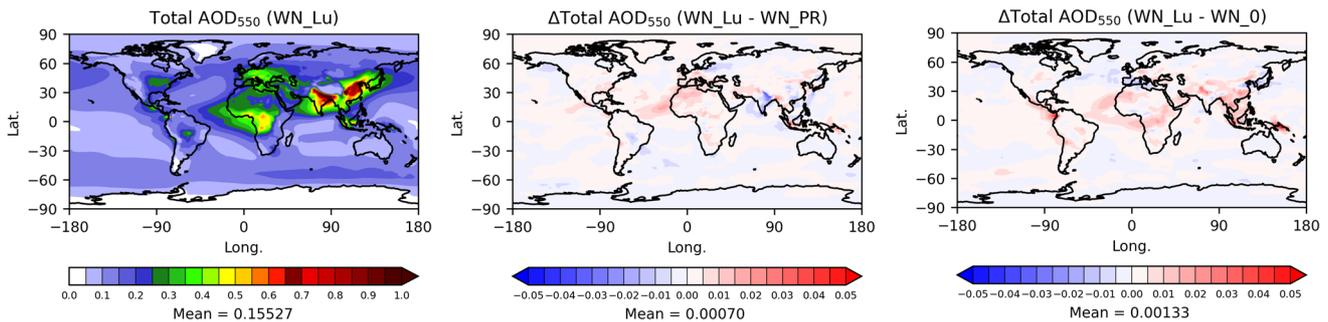 Total AOD550 (WN_Lu)
90
60
30
0
−30
−60
−90
Lat.
−180 −90 0 90 180
Long.
0.0 0.1 0.2 0.3 0.4 0.5 0.6 0.7 0.8 0.9 1.0
Mean = 0.15527
ΔTotal AOD550 (WN_Lu - WN_PR)
90
60
30
0
−30
−60
−90
Lat.
−180 −90 0 90 180
Long.
−0.05 −0.04 −0.03 −0.02 −0.01 0.00 0.01 0.02 0.03 0.04 0.05
Mean = 0.00070
ΔTotal AOD550 (WN_Lu - WN_0)
90
60
30
0
−30
−60
−90
Lat.
−180 −90 0 90 180
Long.
−0.05 −0.04 −0.03 −0.02 −0.01 0.00 0.01 0.02 0.03 0.04 0.05
Mean = 0.00133